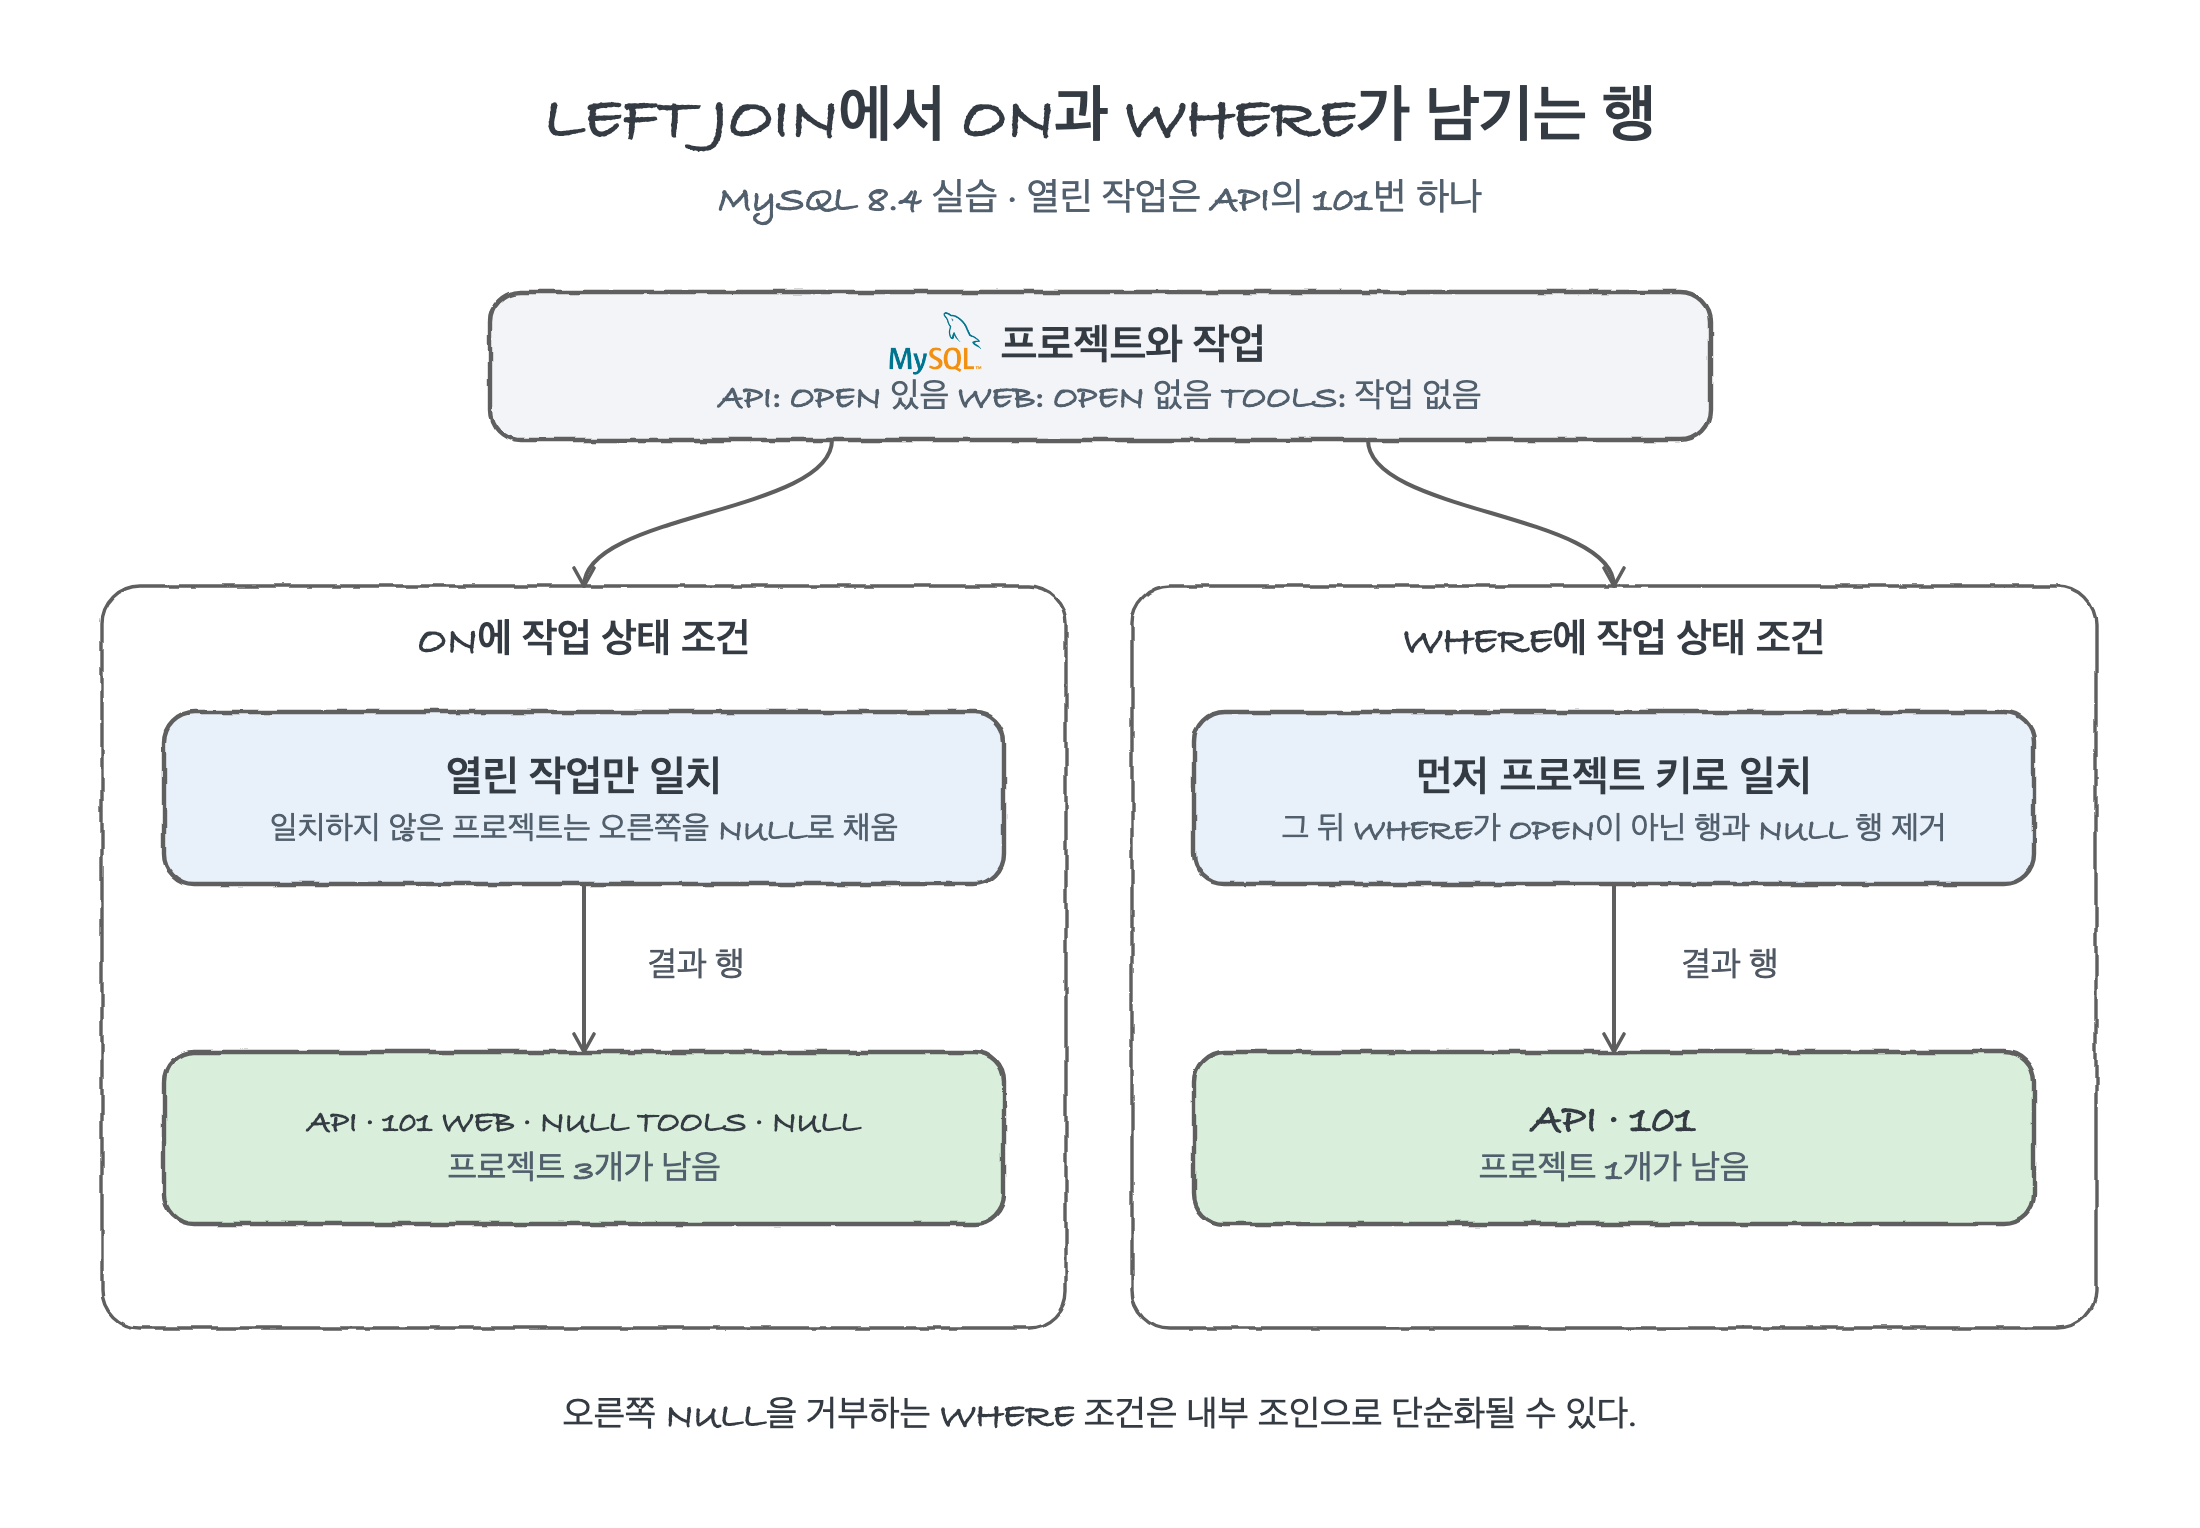 LEFT JOIN에서 ON과 WHERE가 남기는 행
MySQL 8.4 실습 · 열린 작업은 API의 101번 하나
MySQL™ 프로젝트와 작업
API: OPEN 있음 WEB: OPEN 없음 TOOLS: 작업 없음
ON에 작업 상태 조건
열린 작업만 일치
일치하지 않은 프로젝트는 오른쪽을 NULL로 채움
결과 행
API · 101 WEB · NULL TOOLS · NULL
프로젝트 3개가 남음
WHERE에 작업 상태 조건
먼저 프로젝트 키로 일치
그 뒤 WHERE가 OPEN이 아닌 행과 NULL 행 제거
결과 행
API · 101
프로젝트 1개가 남음
오른쪽 NULL을 거부하는 WHERE 조건은 내부 조인으로 단순화될 수 있다.